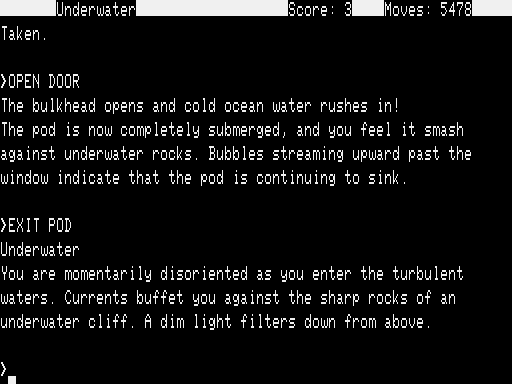 Underwater Score: 3 Moves: 5478
Taken.
>OPEN DOOR
The bulkhead opens and cold ocean water rushes in!
The pod is now completely submerged, and you feel it smash
against underwater rocks. Bubbles streaming upward past the
window indicate that the pod is continuing to sink.
>EXIT POD
Underwater
You are momentarily disoriented as you enter the turbulent
waters. Currents buffet you against the sharp rocks of an
underwater cliff. A dim light filters down from above.
>